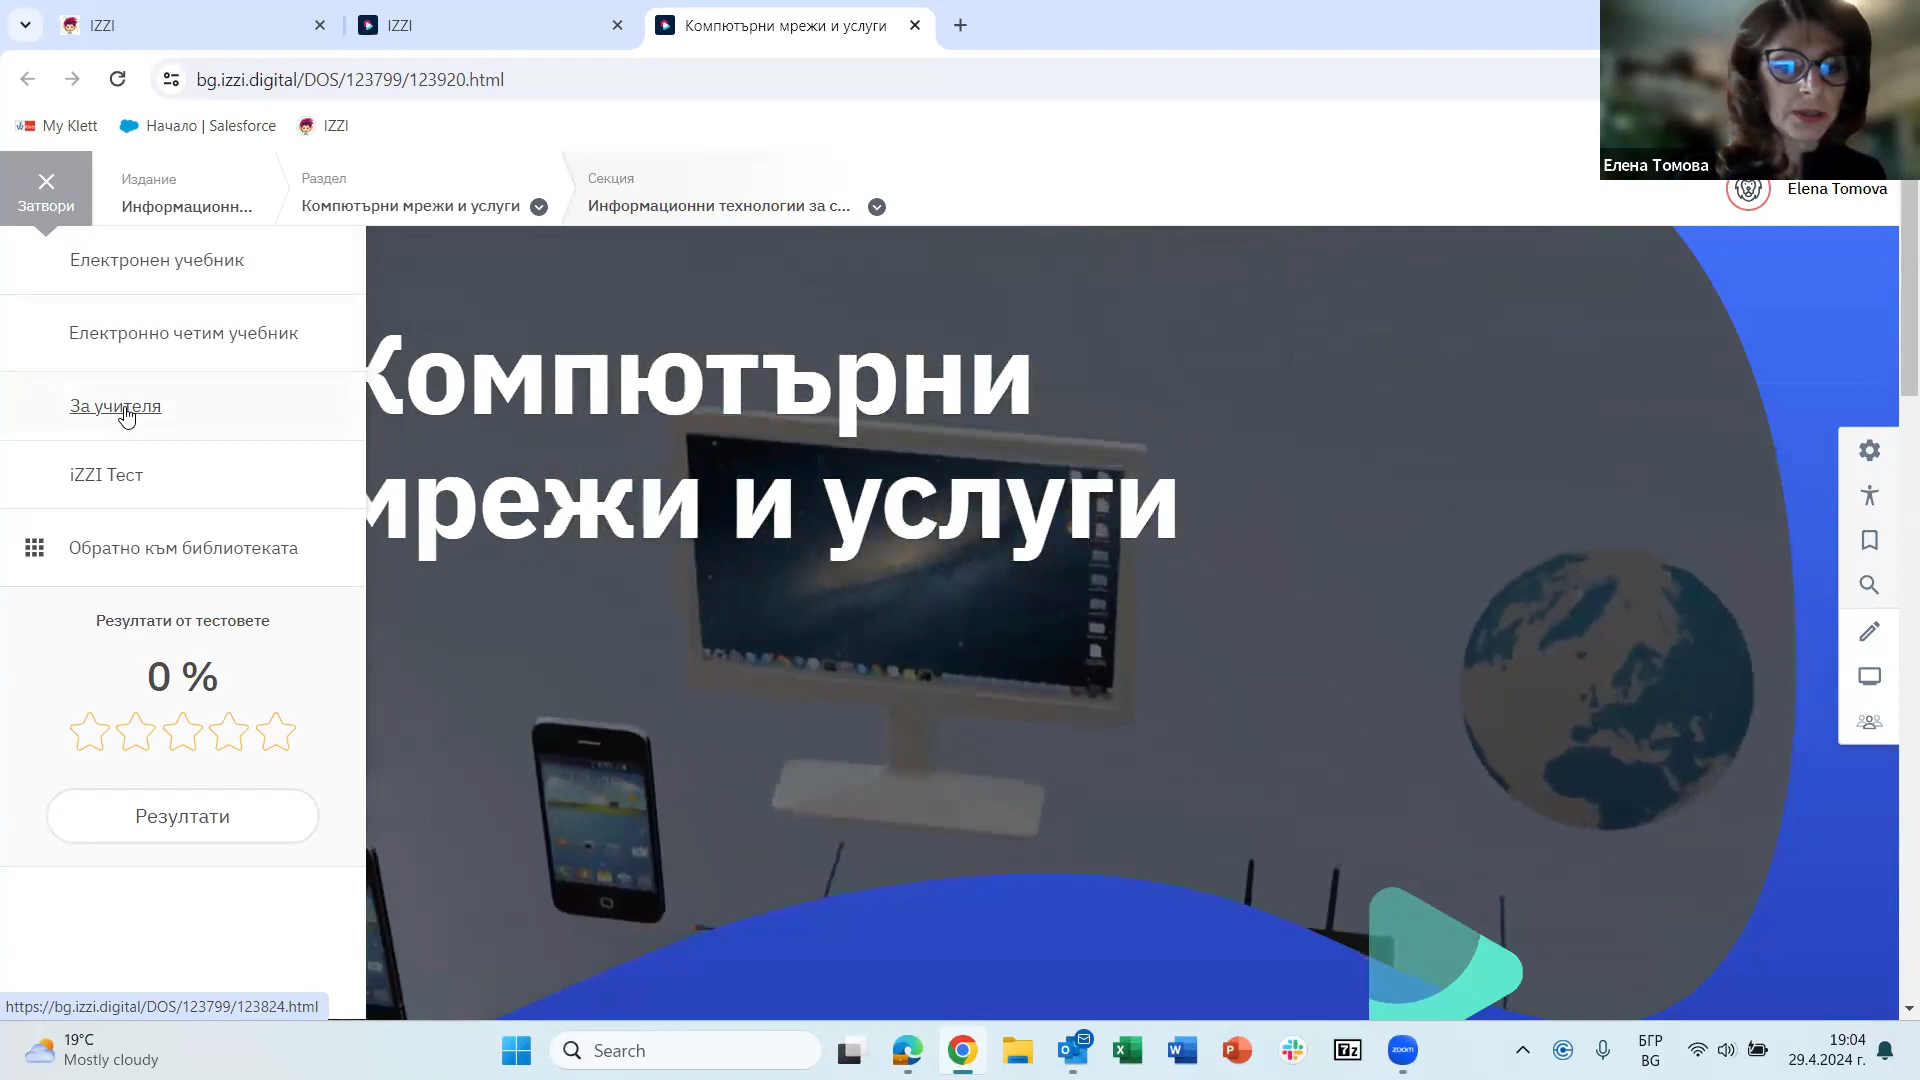 IZZI
IZZI
Компютърни мрежи и услуги
bg.izzi.digital/DOS/123799/123920.html
My Klett
Начало | Salesforce
IZZI
Елена Томова
Затвори
Издание
Информационн...
Раздел
Компютърни мрежи и услуги
Секция
Информационни технологии за с...
Elena Tomova
Електронен учебник
Електронно четим учебник
За учителя
iZZI Тест
Обратно към библиотеката
Резултати от тестовете
0 %
Резултати
Компютърни
мрежи и услуги
https://bg.izzi.digital/DOS/123799/123824.html
19°C
Mostly cloudy
Search
zoom
БГР
BG
19:04
29.4.2024 г.